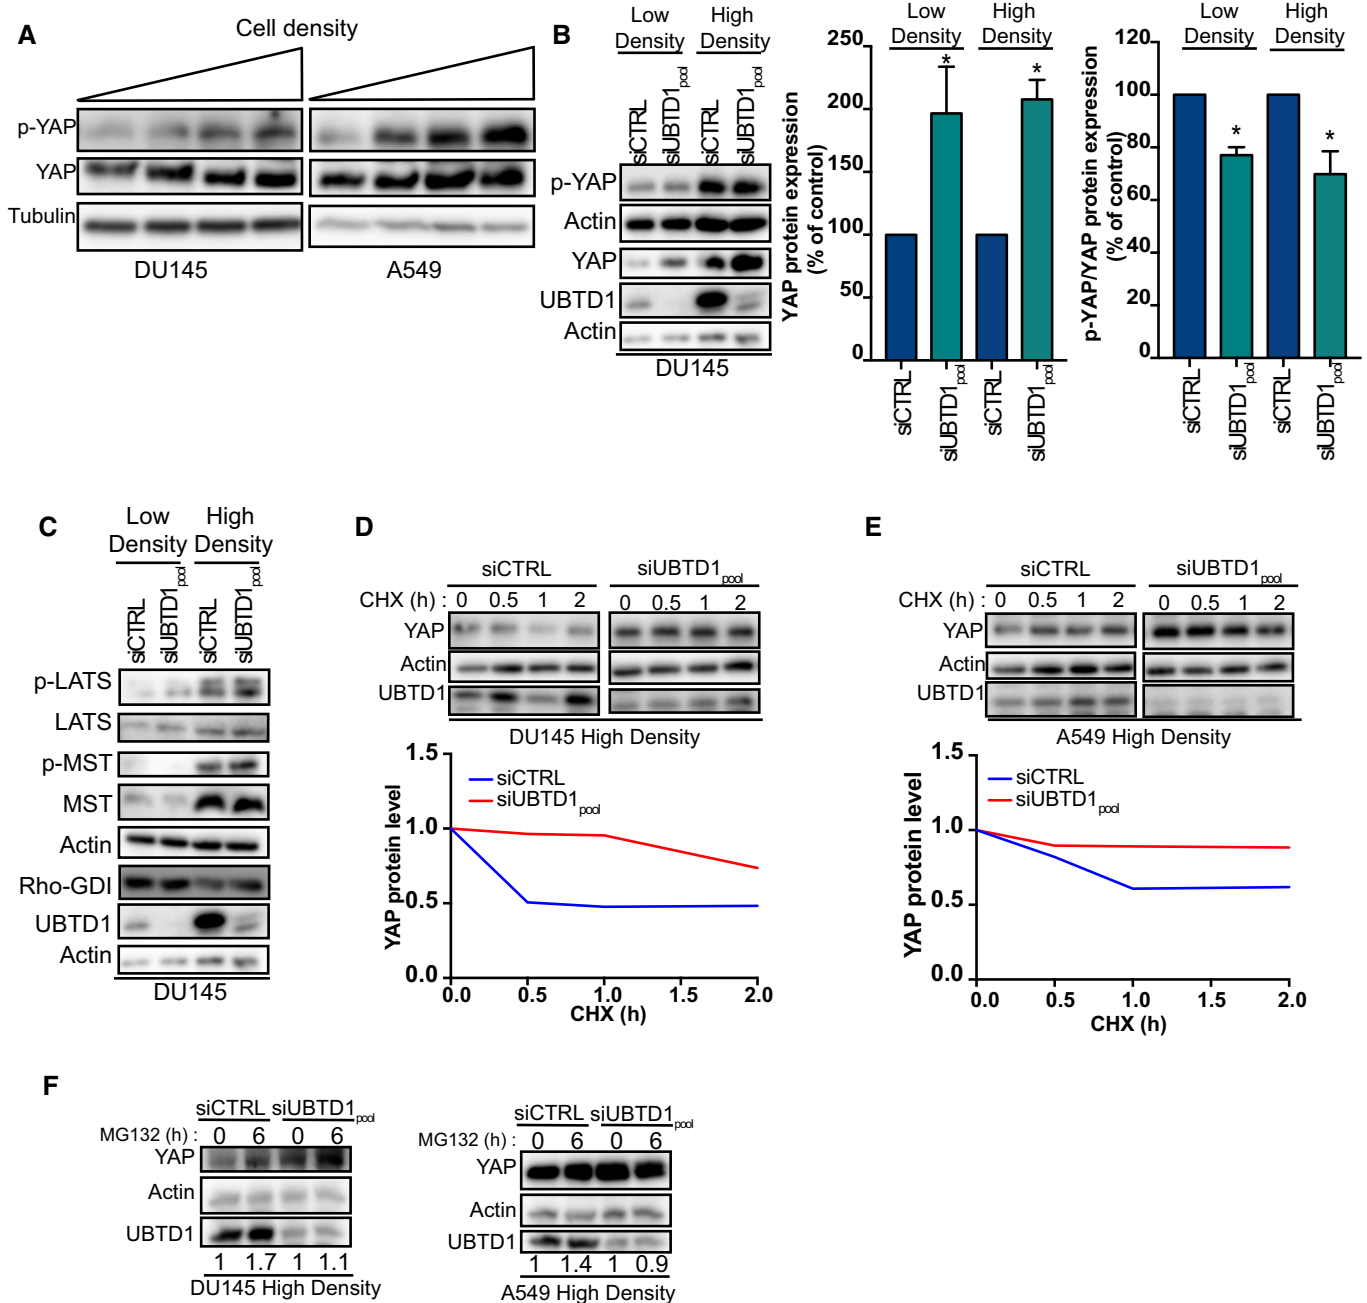 A
Cell density
p-YAP
YAP
Tubulin
DU145
A549
B
Low Density
High Density
siCTRL
siUBTD1pool
siCTRL
siUBTD1pool
p-YAP
Actin
YAP
UBTD1
Actin
DU145
Low Density
High Density
YAP protein expression
(% of control)
250
200
150
100
50
0
*
*
siCTRL
siUBTD1pool
siCTRL
siUBTD1pool
Low Density
High Density
p-YAP/YAP protein expression
(% of control)
120
100
80
60
40
20
0
*
*
siCTRL
siUBTD1pool
siCTRL
siUBTD1pool
C
Low Density
High Density
siCTRL
siUBTD1pool
siCTRL
siUBTD1pool
p-LATS
LATS
p-MST
MST
Actin
Rho-GDI
UBTD1
Actin
DU145
D
siCTRL
siUBTD1pool
CHX (h) : 0 0.5 1 2 0 0.5 1 2
YAP
Actin
UBTD1
DU145 High Density
YAP protein level
1.5
1.0
0.5
0.0
siCTRL
siUBTD1pool
0.0 0.5 1.0 1.5 2.0
CHX (h)
E
siCTRL
siUBTD1pool
CHX (h) : 0 0.5 1 2 0 0.5 1 2
YAP
Actin
UBTD1
A549 High Density
YAP protein level
1.5
1.0
0.5
0.0
siCTRL
siUBTD1pool
0.0 0.5 1.0 1.5 2.0
CHX (h)
F
siCTRL siUBTD1pool
MG132 (h) : 0 6 0 6
YAP
Actin
UBTD1
1 1.7 1 1.1
DU145 High Density
siCTRL siUBTD1pool
MG132 (h) : 0 6 0 6
YAP
Actin
UBTD1
1 1.4 1 0.9
A549 High Density